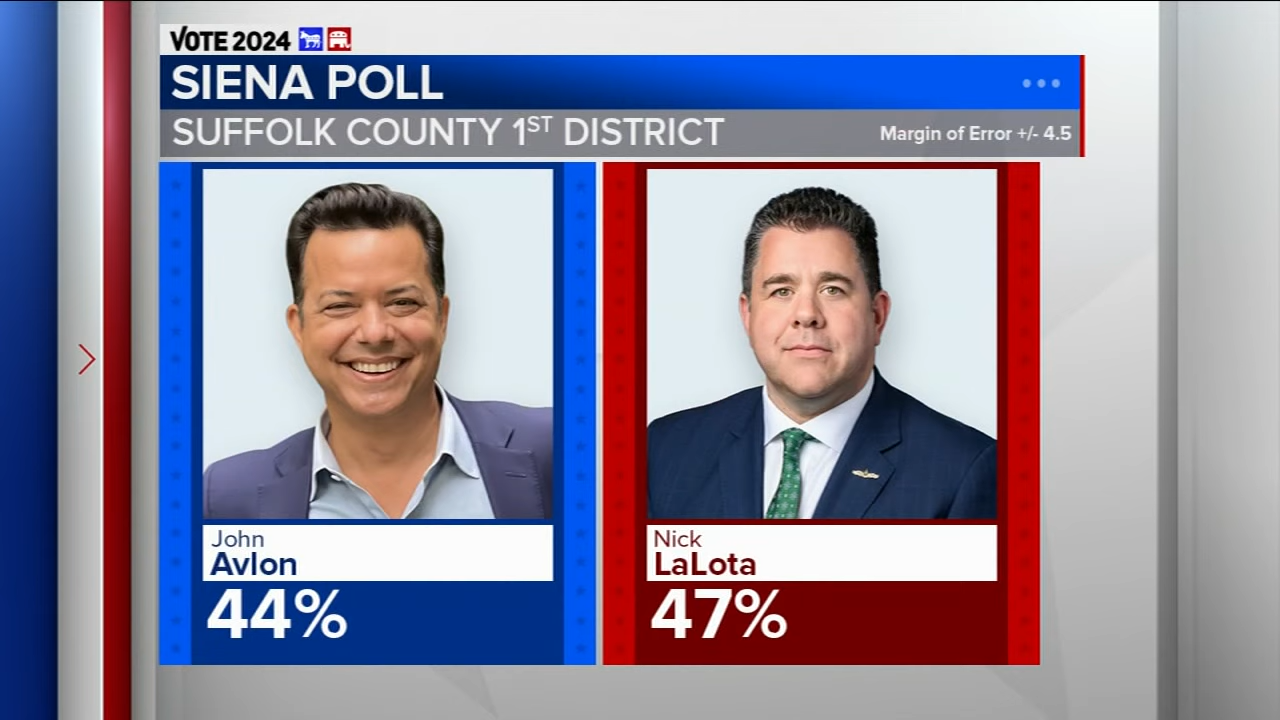 VOTE 2024
SIENA POLL
SUFFOLK COUNTY 1ST DISTRICT
Margin of Error +/- 4.5
John
Avlon
44%
Nick
LaLota
47%